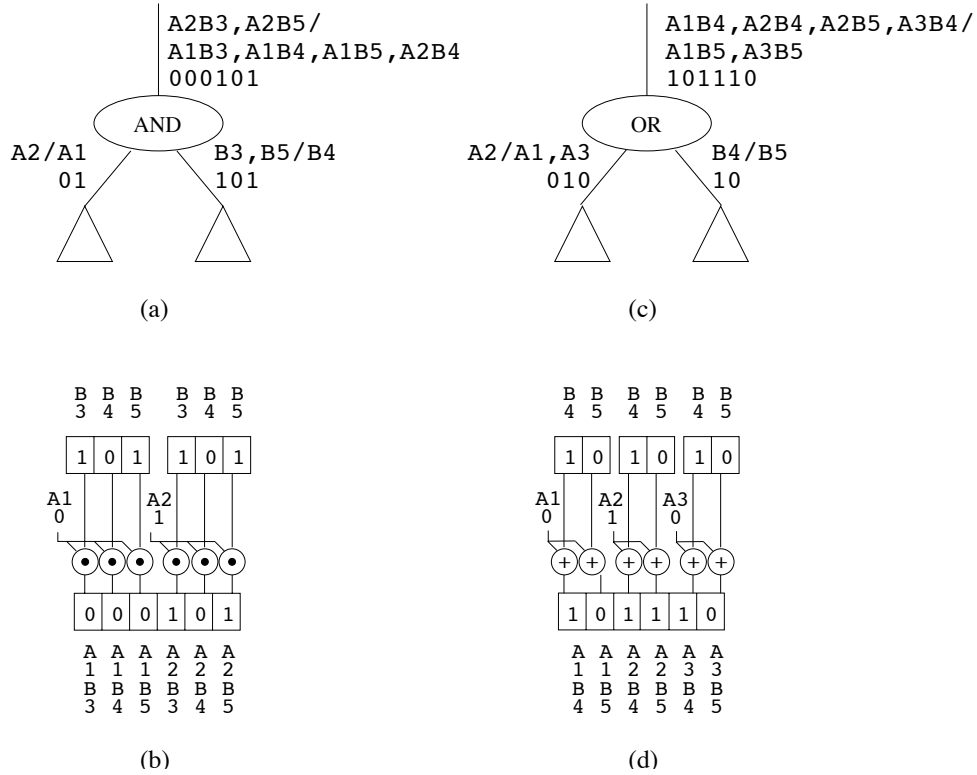 A2B3,A2B5/
A1B3,A1B4,A1B5,A2B4
000101
AND
A2/A1
01
B3,B5/B4
101
(a)
A1B4,A2B4,A2B5,A3B4/
A1B5,A3B5
101110
OR
A2/A1,A3
010
B4/B5
10
(c)
B B B B B B
3 4 5 3 4 5
1 0 1 1 0 1
A1 A2
0 1
0 0 0 1 0 1
A A A A A A
1 1 1 2 2 2
B B B B B B
3 4 5 3 4 5
(b)
B B B B B B
4 5 4 5 4 5
1 0 1 0 1 0
A1 A2 A3
0 1 0
+ + + + + +
1 0 1 1 1 0
A A A A A A
1 1 2 2 3 3
B B B B B B
4 5 4 5 4 5
(d)